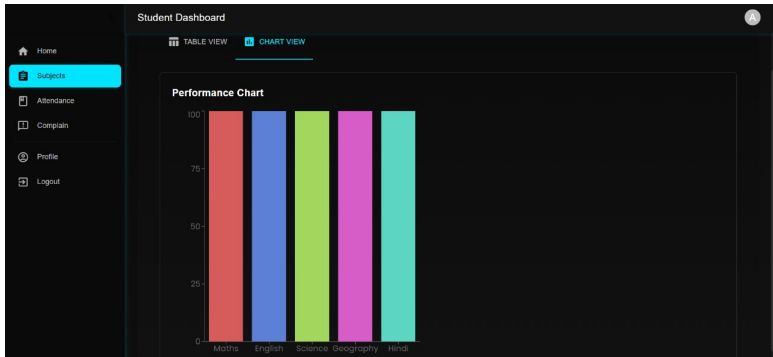 Student Dashboard
A
TABLE VIEW CHART VIEW
Home
Subjects
Attendance
Complain
Profile
Logout
Performance Chart
100
75
50
25
0
Maths English Science Geography Hindi